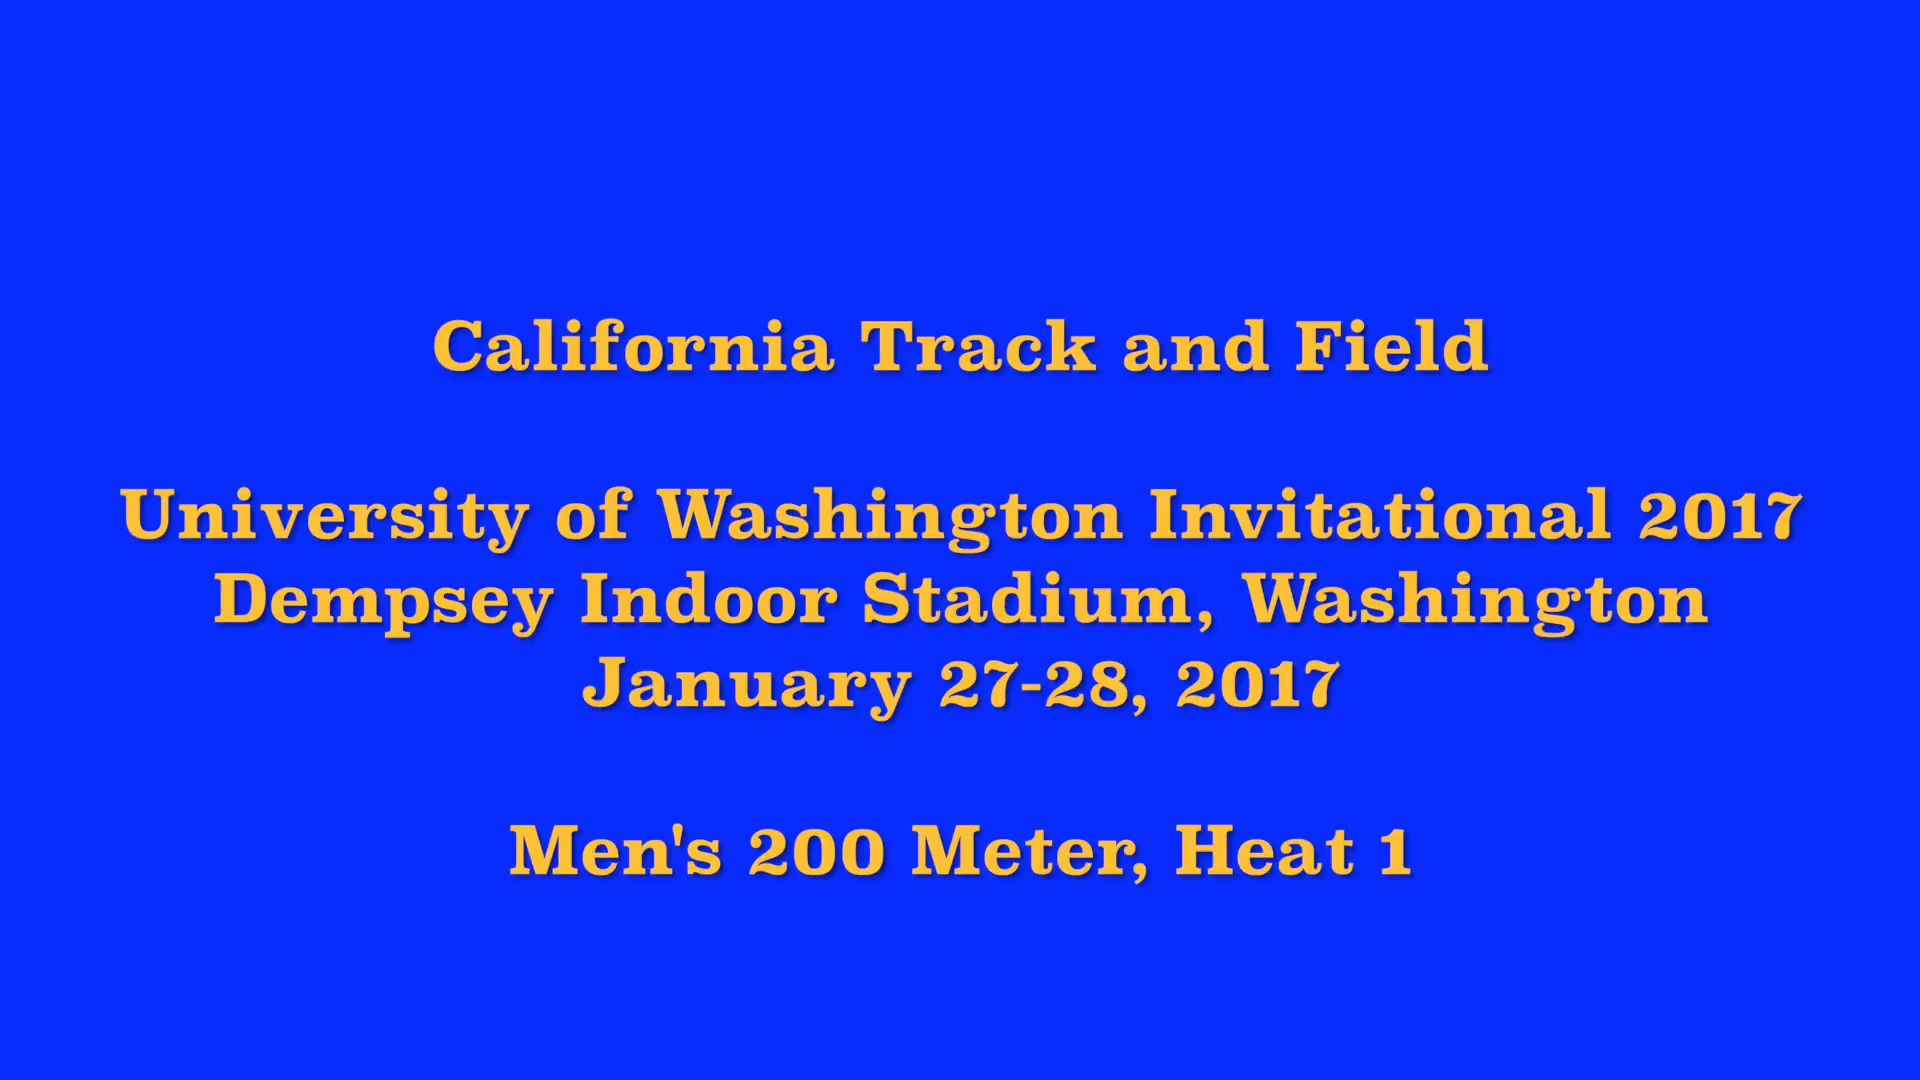 California Track and Field
University of Washington Invitational 2017
Dempsey Indoor Stadium, Washington
January 27-28, 2017
Men's 200 Meter, Heat 1